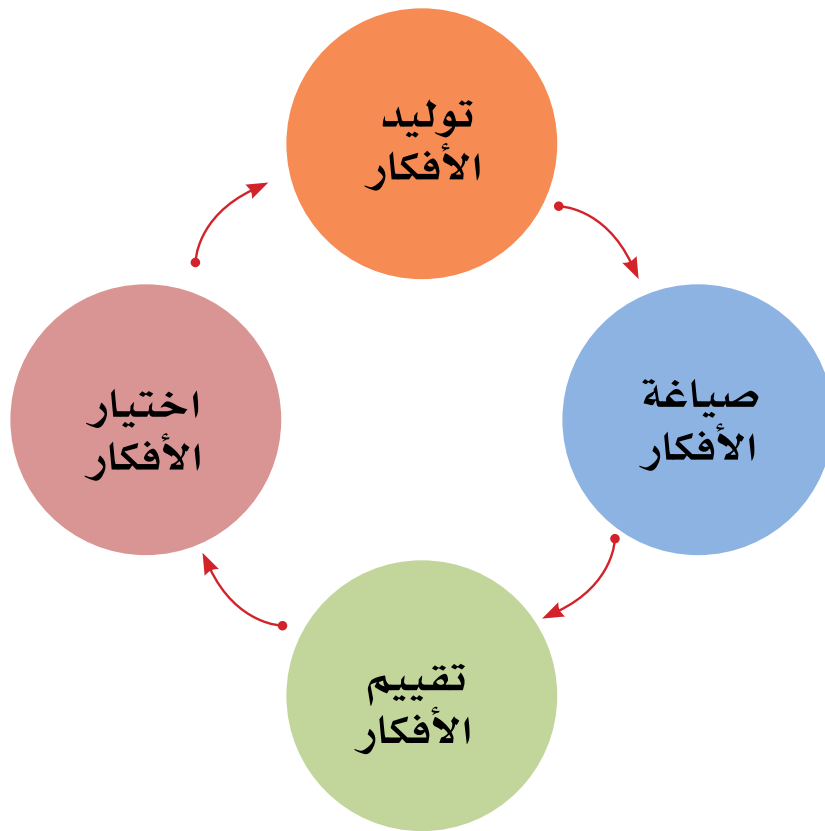 توليد
الأفكار
صياغة
الأفكار
تقييم
الأفكار
اختيار
الأفكار